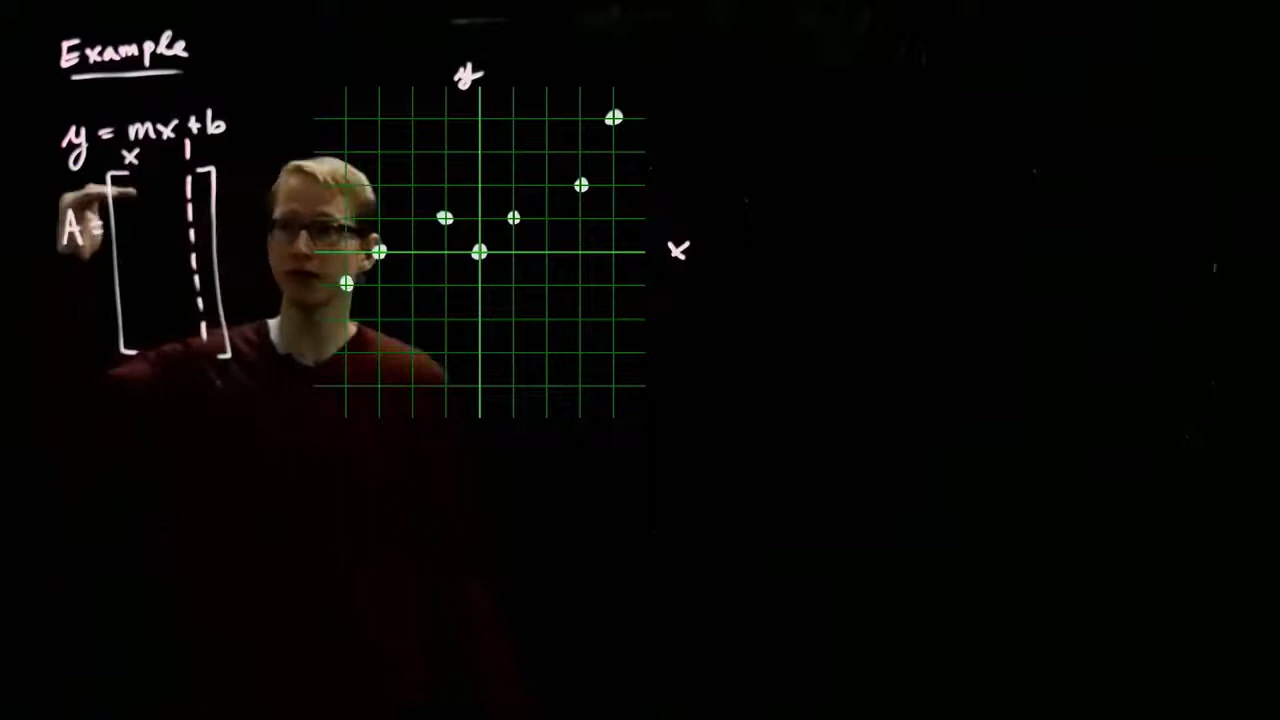 Example
y
y = mx + b
x 1
A =
x